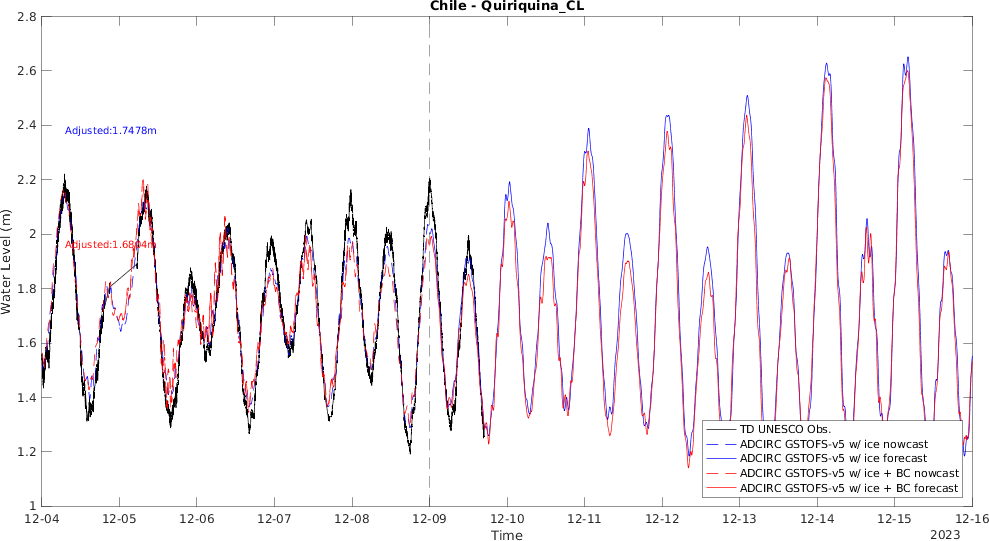 Chile - Quiriquina_CL
2.8
2.6
2.4
2.2
2
1.8
1.6
1.4
1.2
1
Water Level (m)
Adjusted:1.7478m
Adjusted:1.6804m
TD UNESCO Obs.
ADCIRC GSTOFS-v5 w/ ice nowcast
ADCIRC GSTOFS-v5 w/ ice forecast
ADCIRC GSTOFS-v5 w/ ice + BC nowcast
ADCIRC GSTOFS-v5 w/ ice + BC forecast
12-04 12-05 12-06 12-07 12-08 12-09 12-10 12-11 12-12 12-13 12-14 12-15 12-16
Time
2023